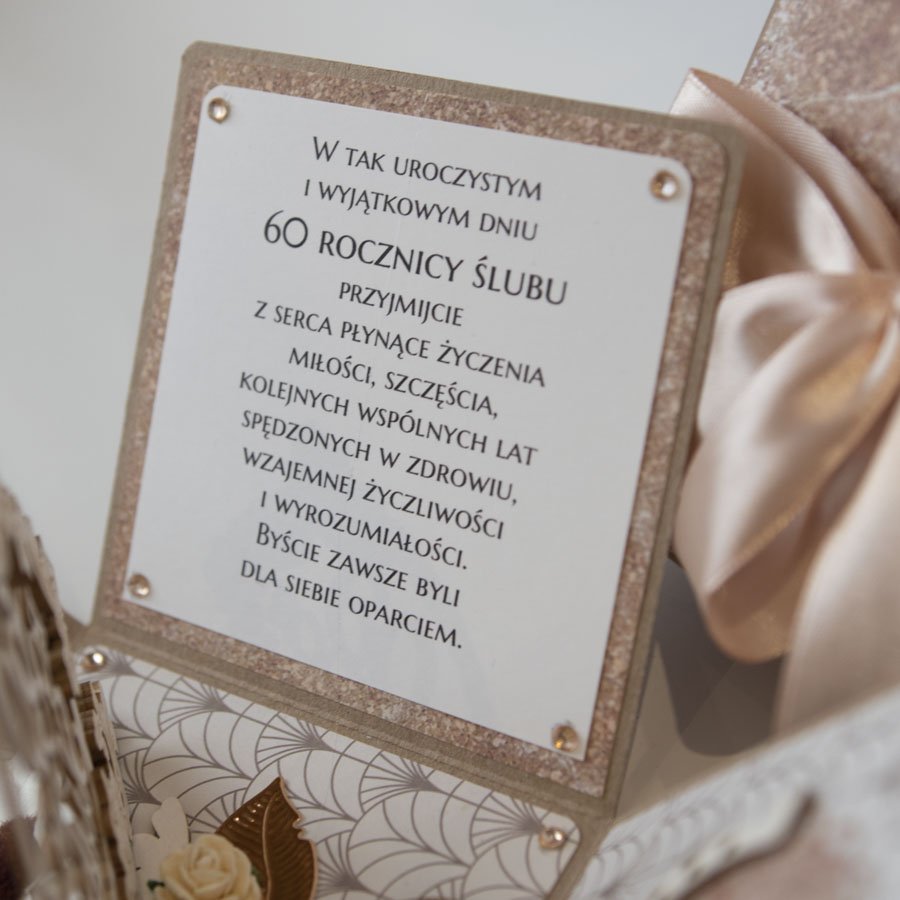 W TAK UROCZYSTYM
I WYJĄTKOWYM DNIU
60 ROCZNICY ŚLUBU
PRZYJMIJCIE
Z SERCA PŁYNĄCE ŻYCZENIA
MIŁOŚCI, SZCZĘŚCIA,
KOLEJNYCH WSPÓLNYCH LAT
SPĘDZONYCH W ZDROWIU,
WZAJEMNEJ ŻYCZLIWOŚCI
I WYROZUMIAŁOŚCI.
BYŚCIE ZAWSZE BYLI
DLA SIEBIE OPARCIEM.